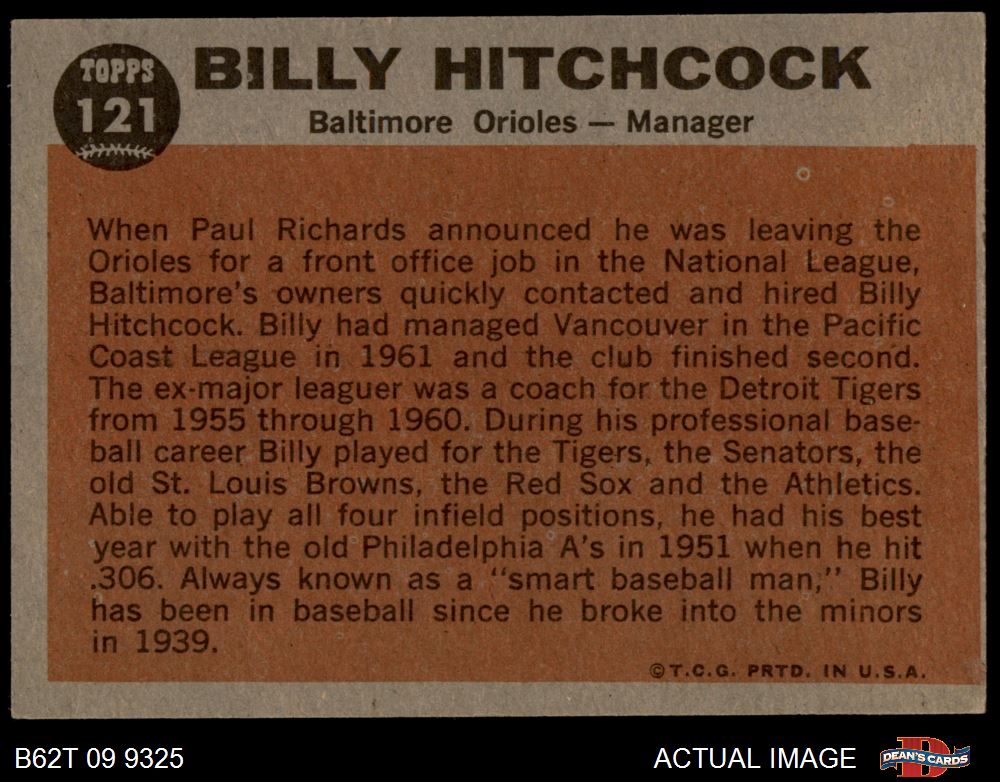 TOPPS
121
BILLY HITCHCOCK
Baltimore Orioles — Manager
When Paul Richards announced he was leaving the
Orioles for a front office job in the National League,
Baltimore's owners quickly contacted and hired Billy
Hitchcock. Billy had managed Vancouver in the Pacific
Coast League in 1961 and the club finished second.
The ex-major leaguer was a coach for the Detroit Tigers
from 1955 through 1960. During his professional base-
ball career Billy played for the Tigers, the Senators, the
old St. Louis Browns, the Red Sox and the Athletics.
Able to play all four infield positions, he had his best
year with the old Philadelphia A's in 1951 when he hit
.306. Always known as a "smart baseball man," Billy
has been in baseball since he broke into the minors
in 1939.
©T.C.G. PRTD. IN U.S.A.
B62T 09 9325
ACTUAL IMAGE
DEAN'S CARDS